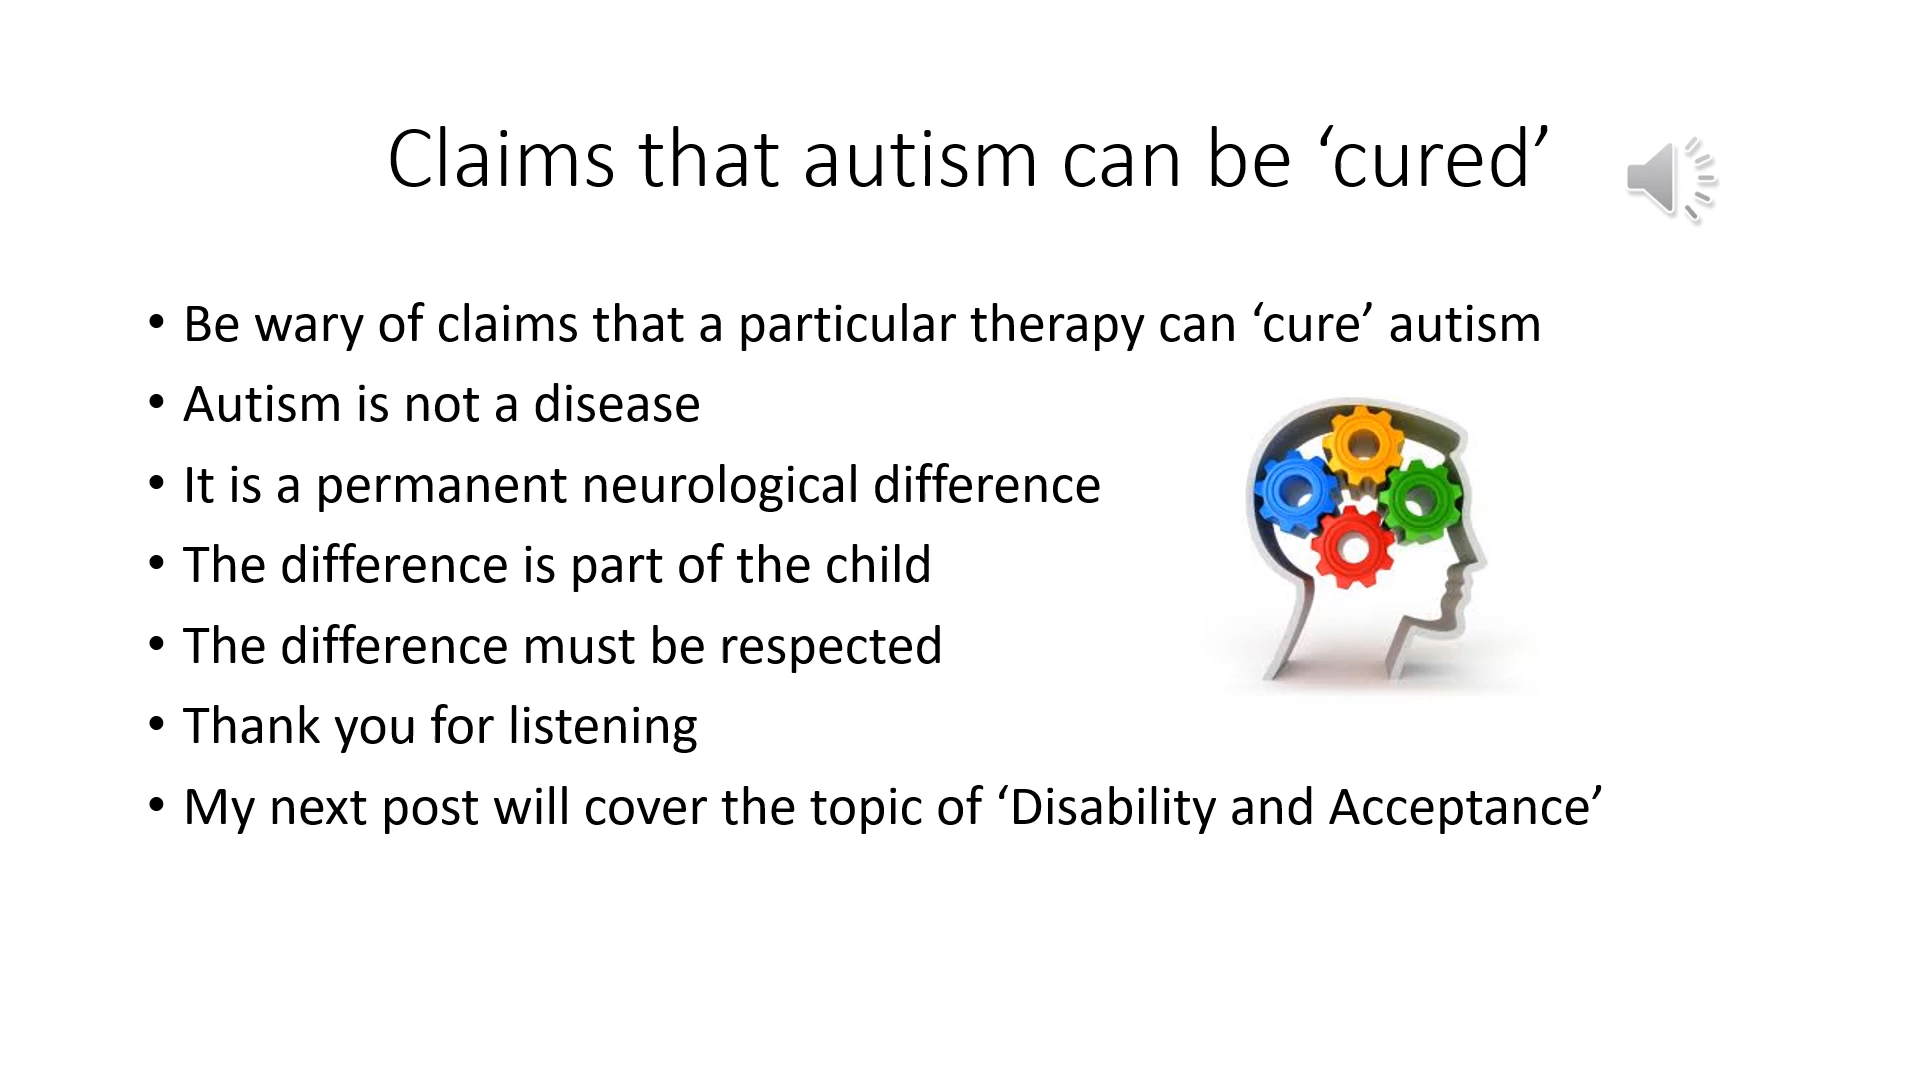 Claims that autism can be ‘cured’
• Be wary of claims that a particular therapy can ‘cure’ autism
• Autism is not a disease
• It is a permanent neurological difference
• The difference is part of the child
• The difference must be respected
• Thank you for listening
• My next post will cover the topic of ‘Disability and Acceptance’